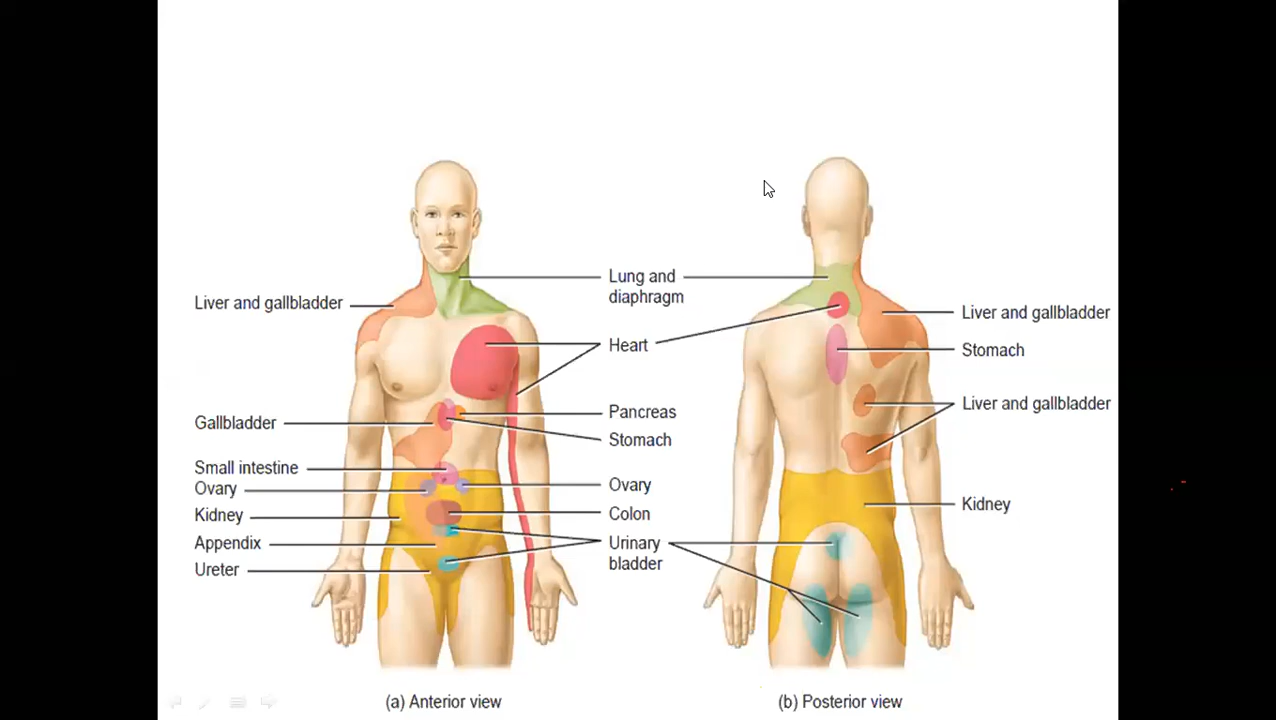 Lung and
diaphragm
Liver and gallbladder
Liver and gallbladder
Heart
Stomach
Liver and gallbladder
Pancreas
Gallbladder
Stomach
Small intestine
Ovary
Ovary
Kidney
Kidney
Colon
Appendix
Urinary
bladder
Ureter
(a) Anterior view
(b) Posterior view